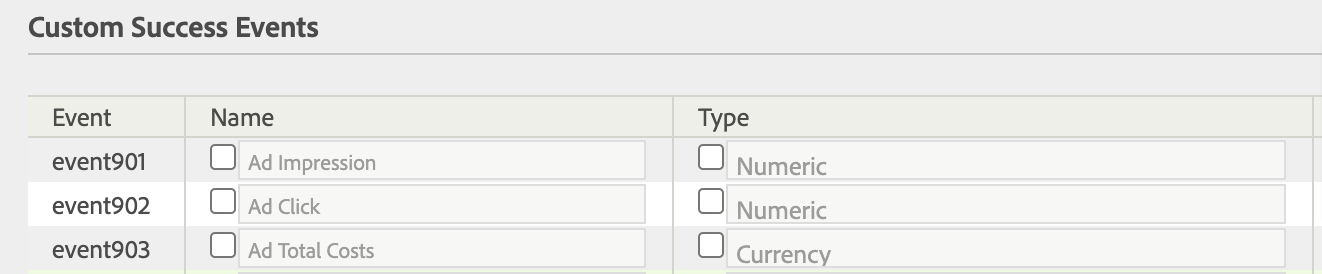 Custom Success Events
Event Name Type
event901 Ad Impression Numeric
event902 Ad Click Numeric
event903 Ad Total Costs Currency